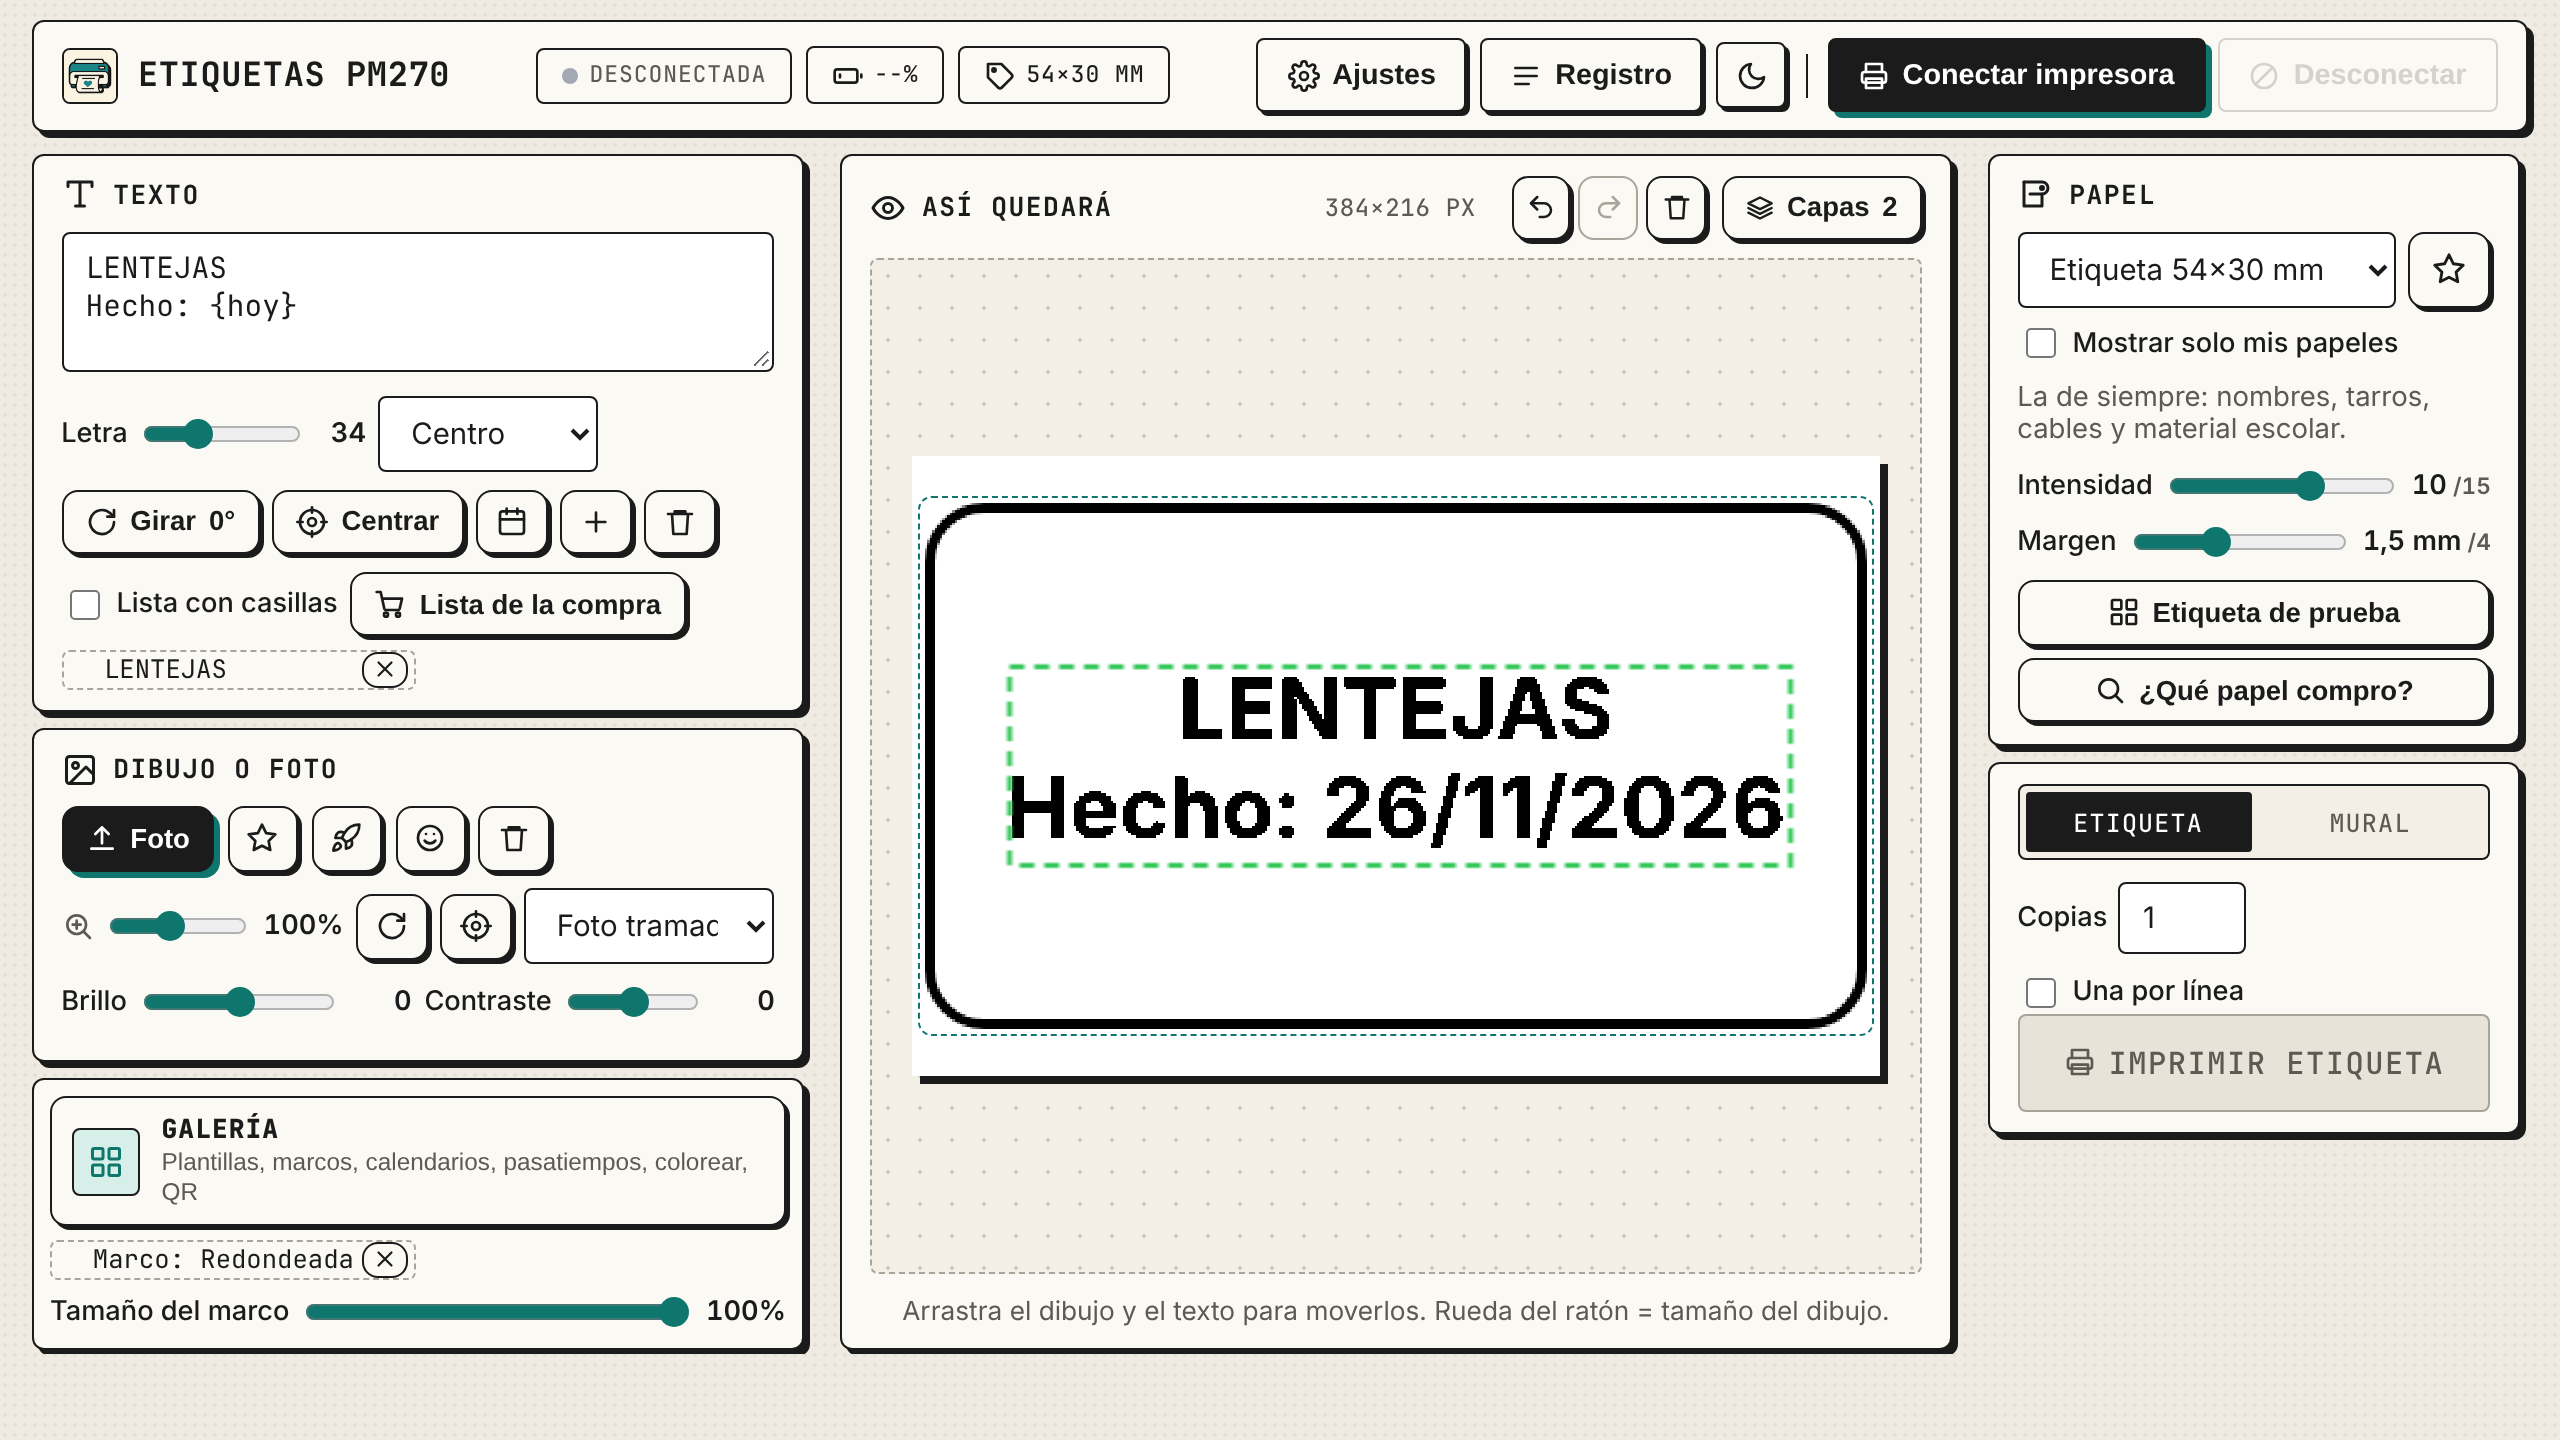 ETIQUETAS PM270
DESCONECTADA
--%
54×30 MM
Ajustes
Registro
Conectar impresora
Desconectar
TEXTO
LENTEJAS
Hecho: {hoy}
Letra
34
Centro
Girar 0°
Centrar
Lista con casillas
Lista de la compra
LENTEJAS
DIBUJO O FOTO
Foto
100%
Foto tramac
Brillo
0
Contraste
0
GALERÍA
Plantillas, marcos, calendarios, pasatiempos, colorear,
QR
Marco: Redondeada
Tamaño del marco
100%
ASÍ QUEDARÁ
384×216 PX
Capas 2
LENTEJAS
Hecho: 26/11/2026
Arrastra el dibujo y el texto para moverlos. Rueda del ratón = tamaño del dibujo.
PAPEL
Etiqueta 54×30 mm
Mostrar solo mis papeles
La de siempre: nombres, tarros,
cables y material escolar.
Intensidad
10 /15
Margen
1,5 mm /4
Etiqueta de prueba
¿Qué papel compro?
ETIQUETA
MURAL
Copias
1
Una por línea
IMPRIMIR ETIQUETA